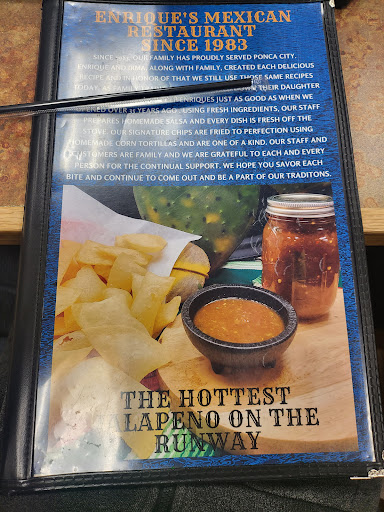 ENRIQUE'S MEXICAN
RESTAURANT
SINCE 1983
SINCE 1983, OUR FAMILY HAS PROUDLY SERVED PONCA CITY.
ENRIQUE AND IRMA, ALONG WITH FAMILY, CREATED EACH DELICIOUS
RECIPE AND IN HONOR OF THAT WE STILL USE THOSE SAME RECIPES
TODAY. AS THEIR DAUGHTER
ENRIQUES JUST AS GOOD AS WHEN WE
OPENED OVER 35 YEARS AGO. USING FRESH INGREDIENTS, OUR STAFF
PREPARES HOMEMADE SALSA AND EVERY DISH IS FRESH OFF THE
STOVE. OUR SIGNATURE CHIPS ARE FRIED TO PERFECTION USING
HOMEMADE CORN TORTILLAS AND ARE ONE OF A KIND. OUR STAFF AND
CUSTOMERS ARE FAMILY AND WE ARE GRATEFUL TO EACH AND EVERY
PERSON FOR THE CONTINUAL SUPPORT. WE HOPE YOU SAVOR EACH
BITE AND CONTINUE TO COME OUT AND BE A PART OF OUR TRADITONS.
THE HOTTEST
JALAPENO ON THE
RUNWAY